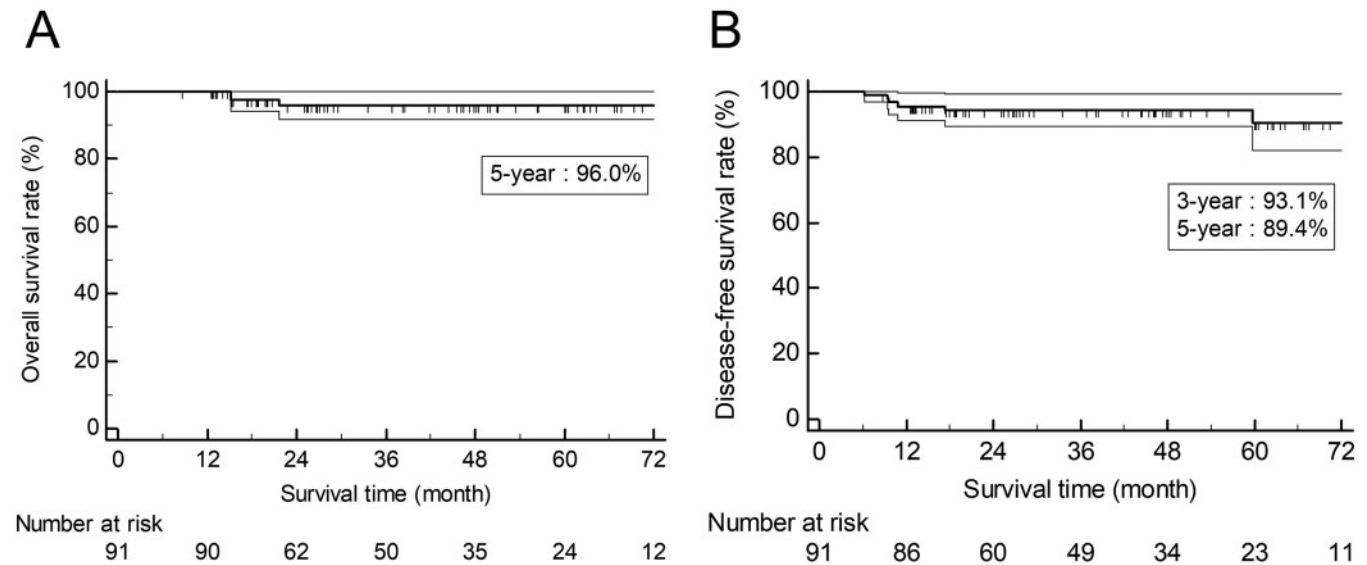 A
Overall survival rate (%)
100
80
60
40
20
0
5-year : 96.0%
0 12 24 36 48 60 72
Survival time (month)
Number at risk
91 90 62 50 35 24 12
B
Disease-free survival rate (%)
100
80
60
40
20
0
3-year : 93.1%
5-year : 89.4%
0 12 24 36 48 60 72
Survival time (month)
Number at risk
91 86 60 49 34 23 11